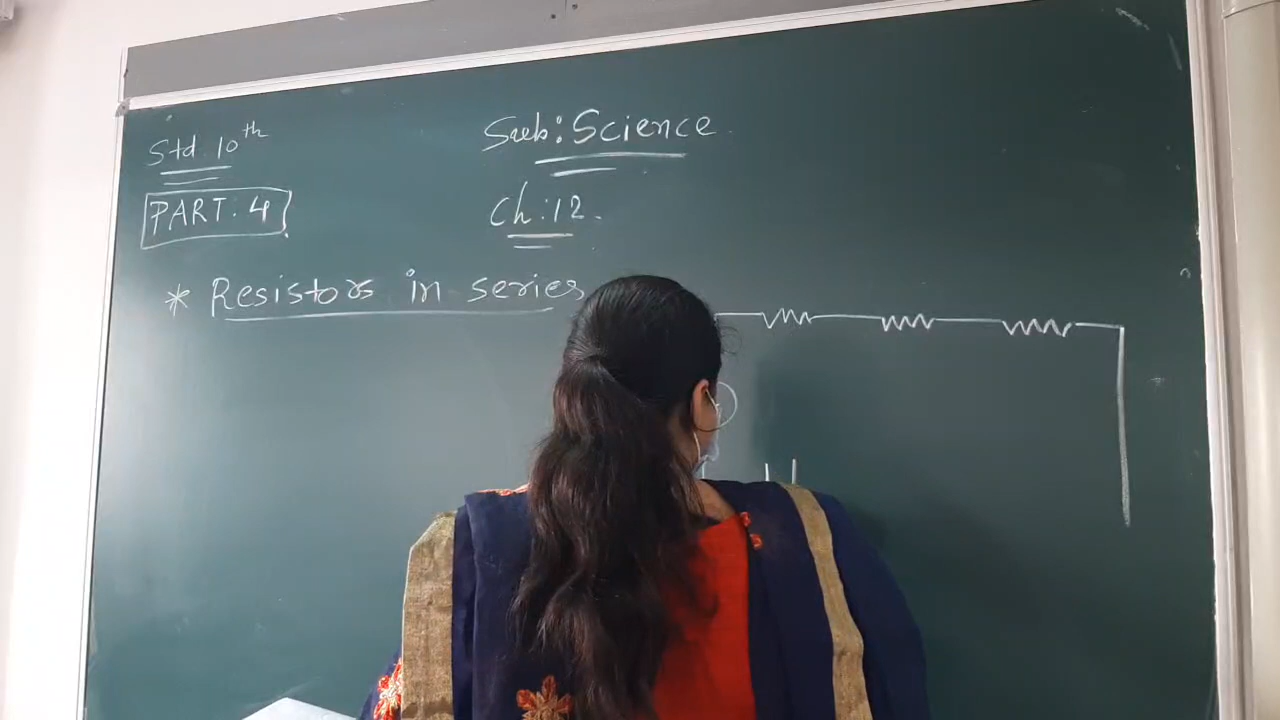 Std. 10th
Sub: Science
PART: 4
Ch: 12.
* Resistors in series